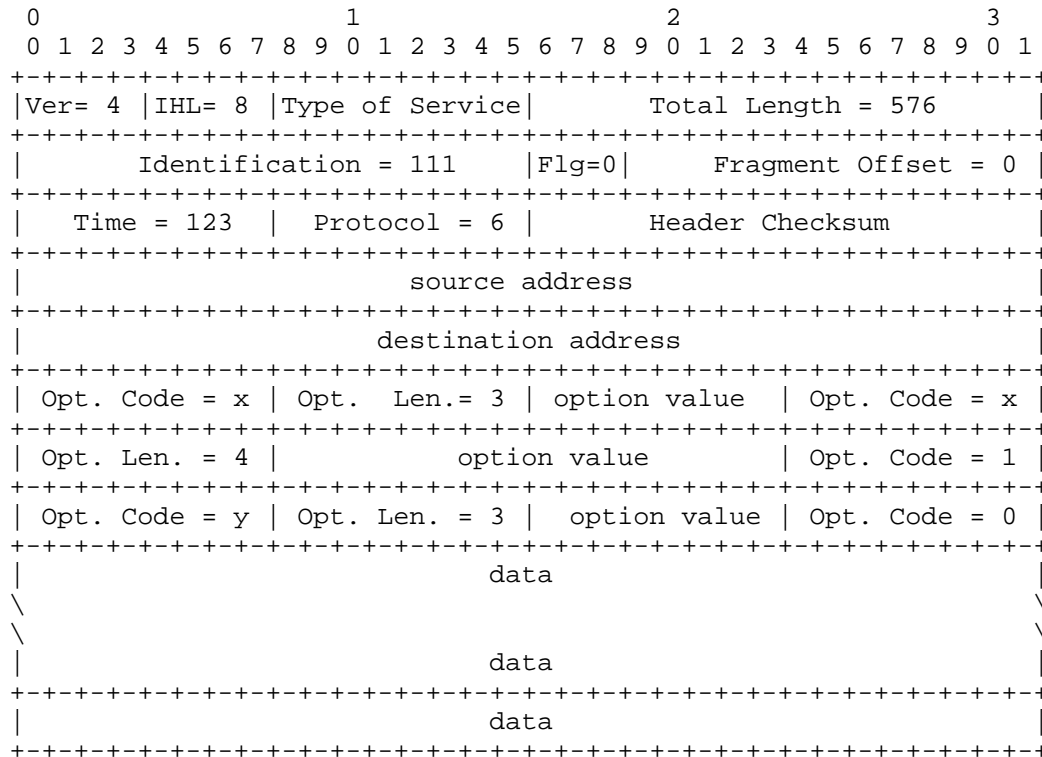 0                   1                   2                   3
 0 1 2 3 4 5 6 7 8 9 0 1 2 3 4 5 6 7 8 9 0 1 2 3 4 5 6 7 8 9 0 1
+-+-+-+-+-+-+-+-+-+-+-+-+-+-+-+-+-+-+-+-+-+-+-+-+-+-+-+-+-+-+-+-+
|Ver= 4 |IHL= 8 |Type of Service|       Total Length = 576      |
+-+-+-+-+-+-+-+-+-+-+-+-+-+-+-+-+-+-+-+-+-+-+-+-+-+-+-+-+-+-+-+-+
|       Identification = 111    |Flg=0|     Fragment Offset = 0 |
+-+-+-+-+-+-+-+-+-+-+-+-+-+-+-+-+-+-+-+-+-+-+-+-+-+-+-+-+-+-+-+-+
|   Time = 123  |  Protocol = 6 |       Header Checksum         |
+-+-+-+-+-+-+-+-+-+-+-+-+-+-+-+-+-+-+-+-+-+-+-+-+-+-+-+-+-+-+-+-+
|                        source address                         |
+-+-+-+-+-+-+-+-+-+-+-+-+-+-+-+-+-+-+-+-+-+-+-+-+-+-+-+-+-+-+-+-+
|                      destination address                      |
+-+-+-+-+-+-+-+-+-+-+-+-+-+-+-+-+-+-+-+-+-+-+-+-+-+-+-+-+-+-+-+-+
| Opt. Code = x | Opt.  Len.= 3 | option value  | Opt. Code = x |
+-+-+-+-+-+-+-+-+-+-+-+-+-+-+-+-+-+-+-+-+-+-+-+-+-+-+-+-+-+-+-+-+
| Opt. Len. = 4 |           option value        | Opt. Code = 1 |
+-+-+-+-+-+-+-+-+-+-+-+-+-+-+-+-+-+-+-+-+-+-+-+-+-+-+-+-+-+-+-+-+
| Opt. Code = y | Opt. Len. = 3 |  option value | Opt. Code = 0 |
+-+-+-+-+-+-+-+-+-+-+-+-+-+-+-+-+-+-+-+-+-+-+-+-+-+-+-+-+-+-+-+-+
|                             data                              |
\                                                               \
\                                                               \
|                             data                              |
+-+-+-+-+-+-+-+-+-+-+-+-+-+-+-+-+-+-+-+-+-+-+-+-+-+-+-+-+-+-+-+-+
|                             data                              |
+-+-+-+-+-+-+-+-+-+-+-+-+-+-+-+-+-+-+-+-+-+-+-+-+-+-+-+-+-+-+-+-+